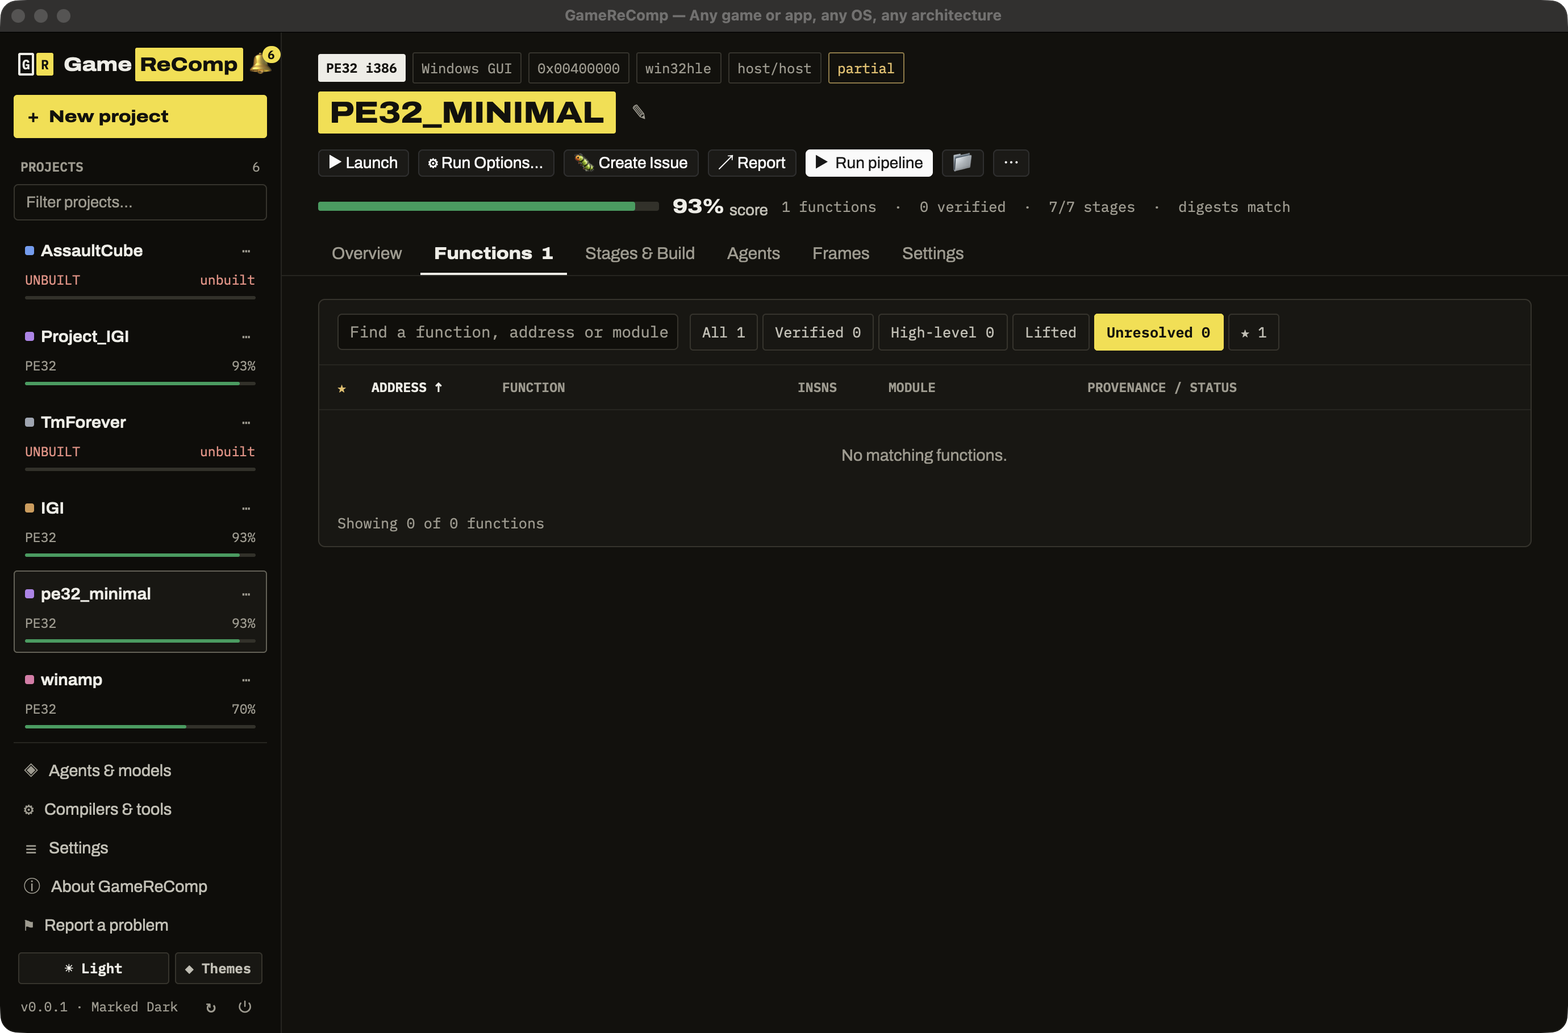 GameReComp — Any game or app, any OS, any architecture
GR Game ReComp 6
+ New project
PROJECTS 6
Filter projects...
AssaultCube ⋯
UNBUILT unbuilt
Project_IGI ⋯
PE32 93%
TmForever ⋯
UNBUILT unbuilt
IGI ⋯
PE32 93%
pe32_minimal ⋯
PE32 93%
winamp ⋯
PE32 70%
◈ Agents & models
⚙ Compilers & tools
≡ Settings
ⓘ About GameReComp
⚑ Report a problem
☀ Light ◆ Themes
v0.0.1 · Marked Dark ↻ ⏻
PE32 i386 Windows GUI 0x00400000 win32hle host/host partial
PE32_MINIMAL ✎
▶ Launch ⚙ Run Options... 🐛 Create Issue ↗ Report ▶ Run pipeline 📁 ⋯
93% score 1 functions · 0 verified · 7/7 stages · digests match
Overview Functions 1 Stages & Build Agents Frames Settings
Find a function, address or module All 1 Verified 0 High-level 0 Lifted Unresolved 0 ★ 1
★ ADDRESS ↑ FUNCTION INSNS MODULE PROVENANCE / STATUS
No matching functions.
Showing 0 of 0 functions